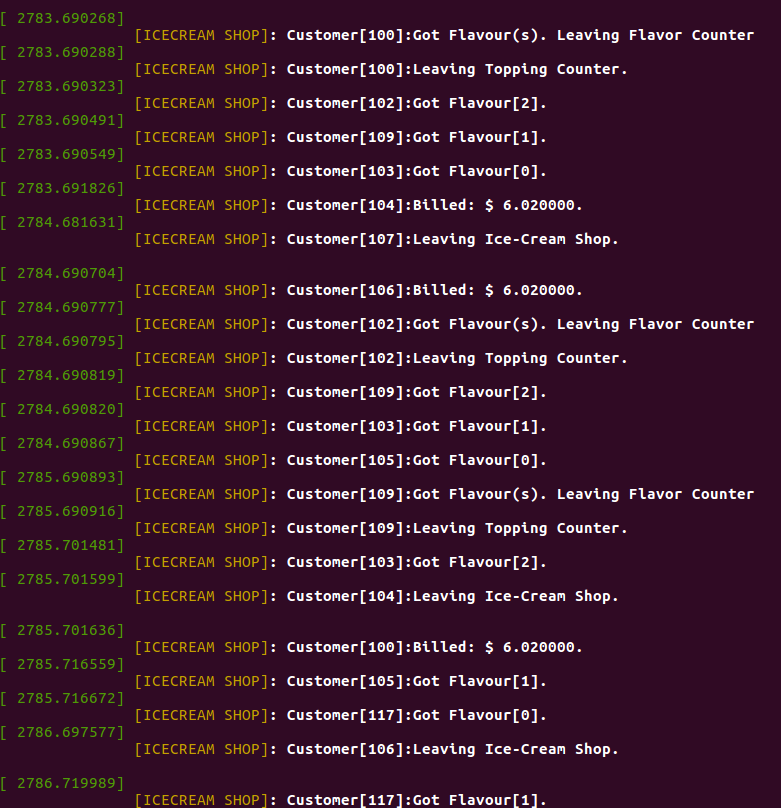 [ 2783.690268]
[ICECREAM SHOP]: Customer[100]:Got Flavour(s). Leaving Flavor Counter
[ 2783.690288]
[ICECREAM SHOP]: Customer[100]:Leaving Topping Counter.
[ 2783.690323]
[ICECREAM SHOP]: Customer[102]:Got Flavour[2].
[ 2783.690491]
[ICECREAM SHOP]: Customer[109]:Got Flavour[1].
[ 2783.690549]
[ICECREAM SHOP]: Customer[103]:Got Flavour[0].
[ 2783.691826]
[ICECREAM SHOP]: Customer[104]:Billed: $ 6.020000.
[ 2784.681631]
[ICECREAM SHOP]: Customer[107]:Leaving Ice-Cream Shop.
[ 2784.690704]
[ICECREAM SHOP]: Customer[106]:Billed: $ 6.020000.
[ 2784.690777]
[ICECREAM SHOP]: Customer[102]:Got Flavour(s). Leaving Flavor Counter
[ 2784.690795]
[ICECREAM SHOP]: Customer[102]:Leaving Topping Counter.
[ 2784.690819]
[ICECREAM SHOP]: Customer[109]:Got Flavour[2].
[ 2784.690820]
[ICECREAM SHOP]: Customer[103]:Got Flavour[1].
[ 2784.690867]
[ICECREAM SHOP]: Customer[105]:Got Flavour[0].
[ 2785.690893]
[ICECREAM SHOP]: Customer[109]:Got Flavour(s). Leaving Flavor Counter
[ 2785.690916]
[ICECREAM SHOP]: Customer[109]:Leaving Topping Counter.
[ 2785.701481]
[ICECREAM SHOP]: Customer[103]:Got Flavour[2].
[ 2785.701599]
[ICECREAM SHOP]: Customer[104]:Leaving Ice-Cream Shop.
[ 2785.701636]
[ICECREAM SHOP]: Customer[100]:Billed: $ 6.020000.
[ 2785.716559]
[ICECREAM SHOP]: Customer[105]:Got Flavour[1].
[ 2785.716672]
[ICECREAM SHOP]: Customer[117]:Got Flavour[0].
[ 2786.697577]
[ICECREAM SHOP]: Customer[106]:Leaving Ice-Cream Shop.
[ 2786.719989]
[ICECREAM SHOP]: Customer[117]:Got Flavour[1].